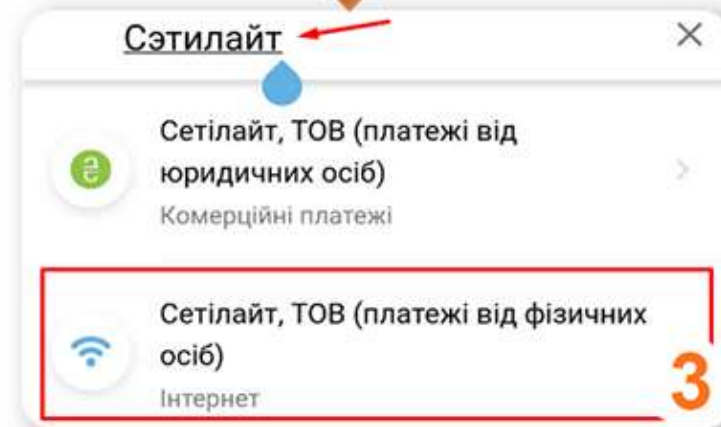 Сэтилайт
Сетілайт, ТОВ (платежі від
юридичних осіб)
Комерційні платежі
Сетілайт, ТОВ (платежі від фізичних
осіб)
Інтернет
3